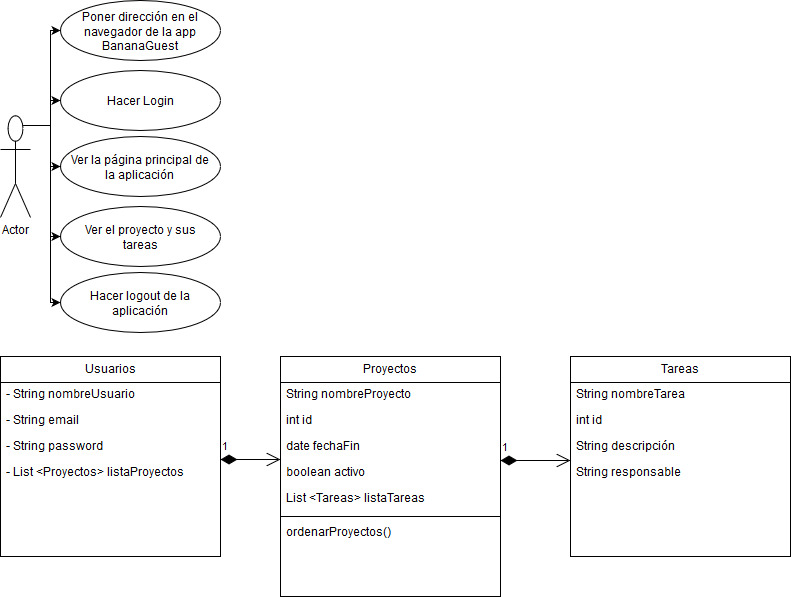 Poner dirección en el
navegador de la app
BananaGuest
Hacer Login
Ver la página principal de
la aplicación
Actor
Ver el proyecto y sus
tareas
Hacer logout de la
aplicación
Usuarios
- String nombreUsuario
- String email
- String password
- List <Proyectos> listaProyectos
1
Proyectos
String nombreProyecto
int id
date fechaFin
boolean activo
List <Tareas> listaTareas
ordenarProyectos()
1
Tareas
String nombreTarea
int id
String descripción
String responsable